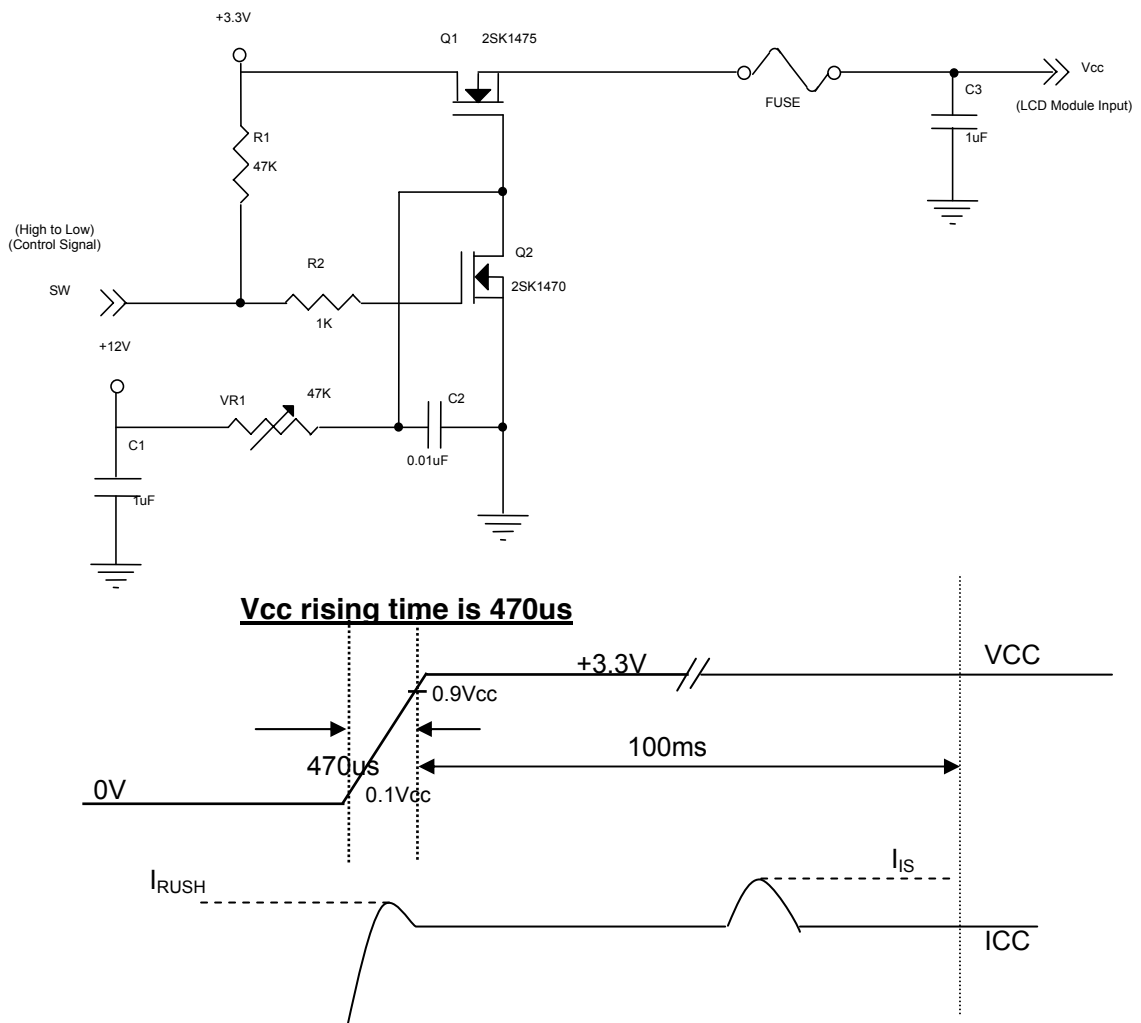 +3.3V
Q1 2SK1475
Vcc
C3
FUSE
(LCD Module Input)
R1
1uF
47K
(High to Low)
(Control Signal)
Q2
R2
SW
2SK1470
1K
+12V
VR1
47K
C2
C1
0.01uF
1uF
Vcc rising time is 470us
+3.3V
VCC
0.9Vcc
100ms
470us
0V
0.1Vcc
IIS
IRUSH
ICC